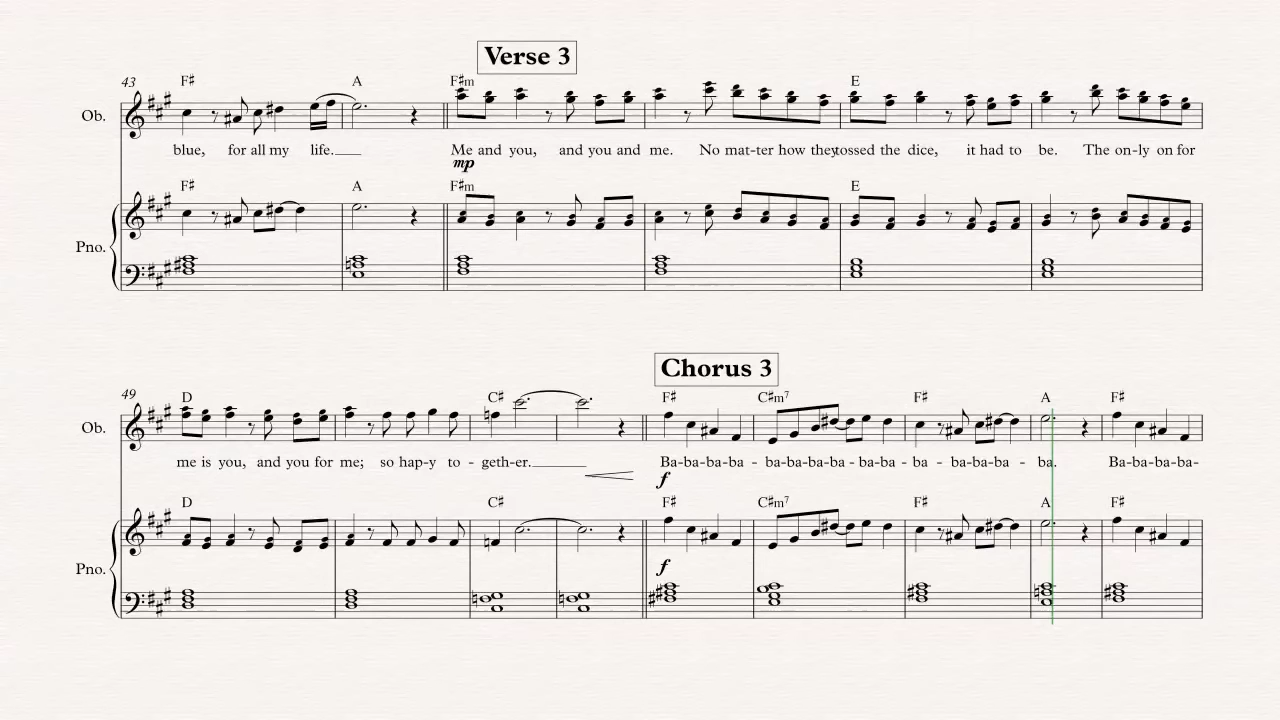 Verse 3
43 F♯ A F♯m E
Ob.
blue, for all my life. Me and you, and you and me. No mat-ter how they tossed the dice, it had to be. The on-ly on for
mp
F♯ A F♯m E
Pno.
Chorus 3
49 D C♯ F♯ C♯m7 F♯ A F♯
Ob.
me is you, and you for me; so hap-y to - geth-er. Ba-ba-ba-ba - ba-ba-ba-ba - ba - ba-ba-ba - ba. Ba-ba-ba-ba-
f
D C♯ F♯ C♯m7 F♯ A F♯
f
Pno.